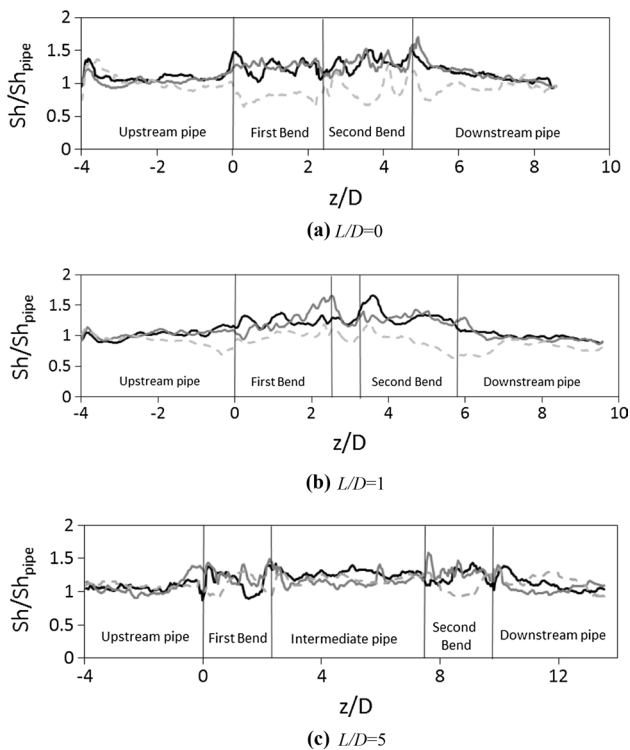 2
1.5
1
0.5
0
Sh/Sh_pipe
Upstream pipe
First Bend
Second Bend
Downstream pipe
-4 -2 0 2 4 6 8 10
z/D
(a) L/D=0
2
1.5
1
0.5
0
Sh/Sh_pipe
Upstream pipe
First Bend
Second Bend
Downstream pipe
-4 -2 0 2 4 6 8 10
z/D
(b) L/D=1
2
1.5
1
0.5
0
Sh/Sh_pipe
Upstream pipe
First Bend
Intermediate pipe
Second
Bend
Downstream pipe
-4 0 4 8 12
z/D
(c) L/D=5